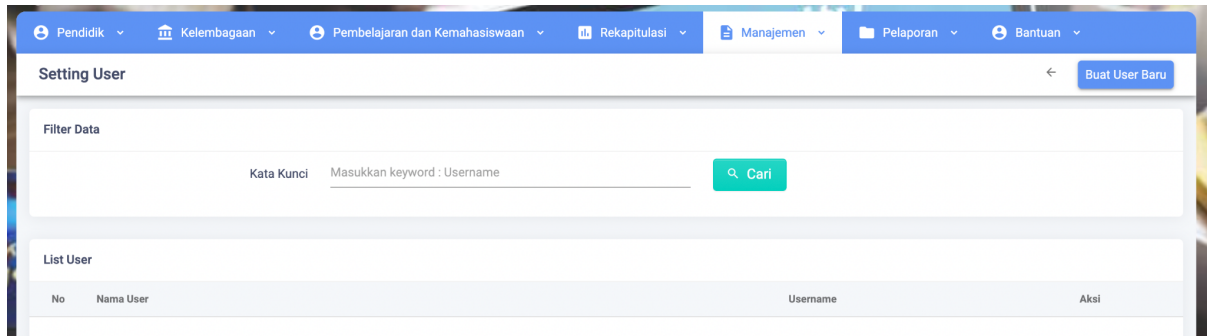 Pendidik Kelembagaan Pembelajaran dan Kemahasiswaan Rekapitulasi Manajemen Pelaporan Bantuan
Setting User Buat User Baru
Filter Data
Kata Kunci Masukkan keyword : Username Cari
List User
No Nama User Username Aksi